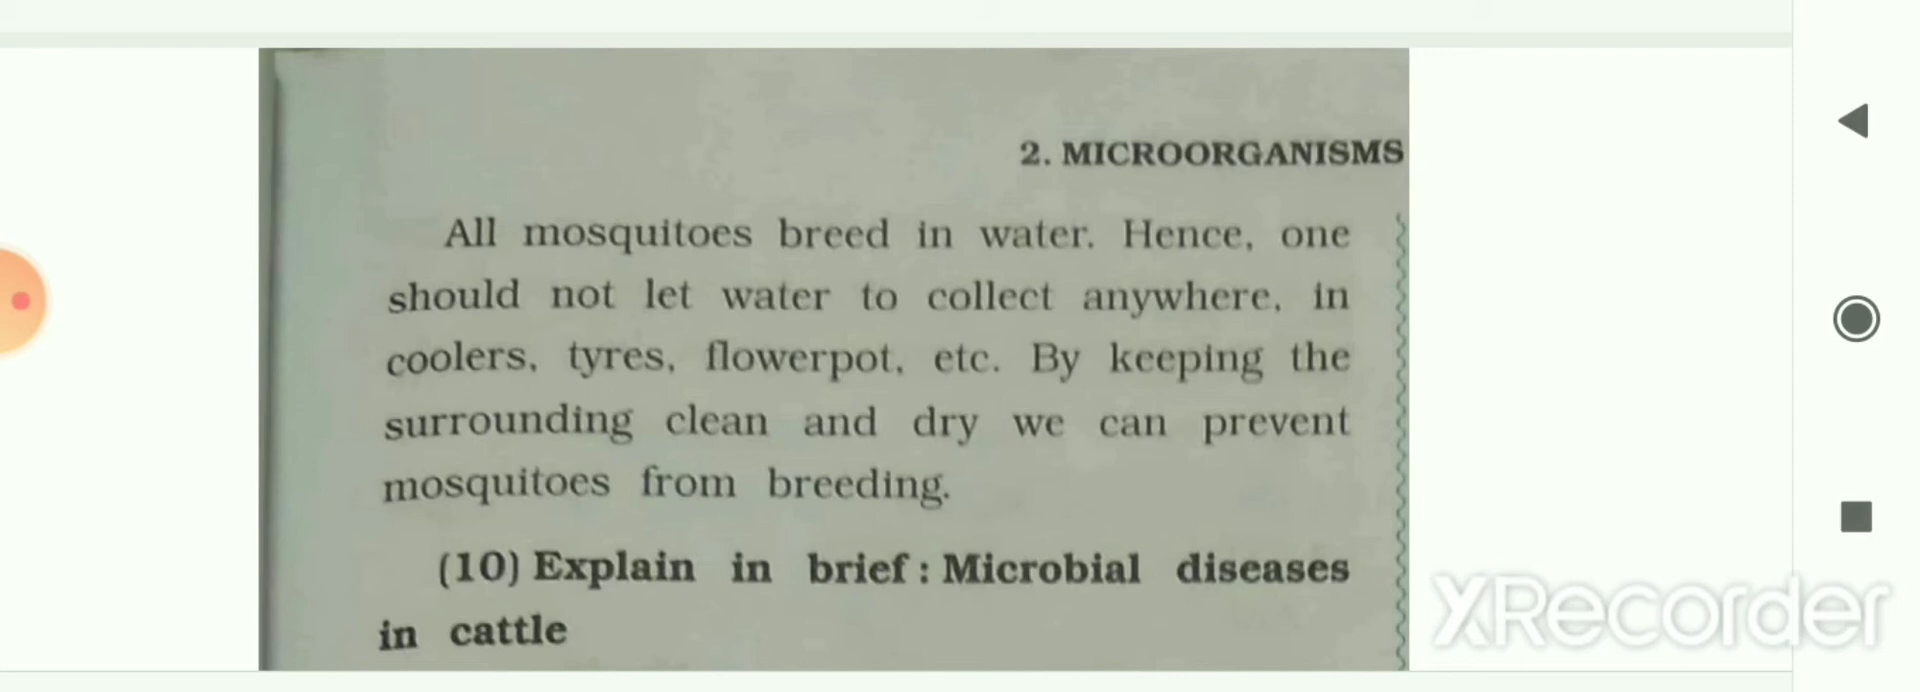 2. MICROORGANISMS
All mosquitoes breed in water. Hence, one
should not let water to collect anywhere, in
coolers, tyres, flowerpot, etc. By keeping the
surrounding clean and dry we can prevent
mosquitoes from breeding.
(10) Explain in brief : Microbial diseases
in cattle
XRecorder